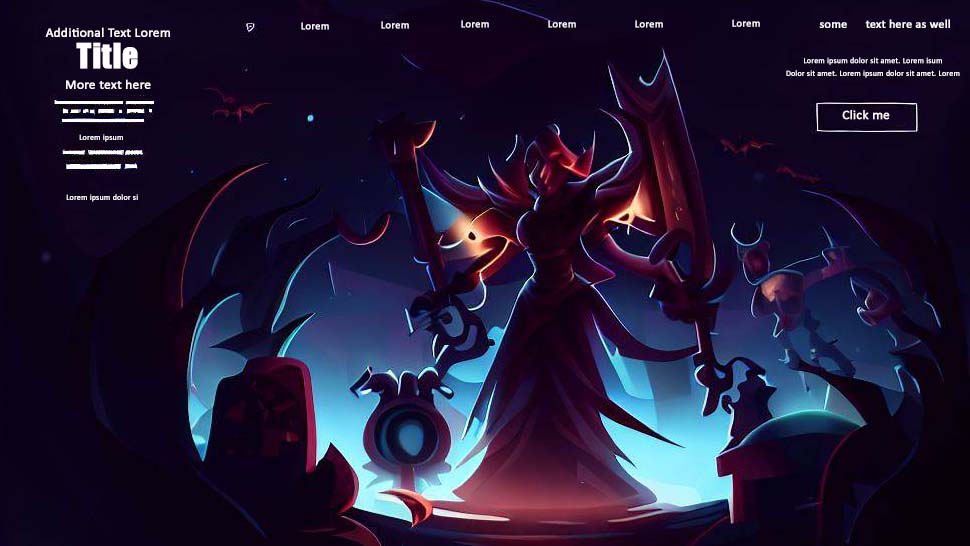 Additional Text Lorem
Title
More text here
Lorem ipsum
Lorem ipsum dolor si
Lorem
Lorem
Lorem
Lorem
Lorem
Lorem
some
text here as well
Lorem ipsum dolor sit amet. Lorem isum
Dolor sit amet. Lorem ipsum dolor sit amet. Lorem
Click me